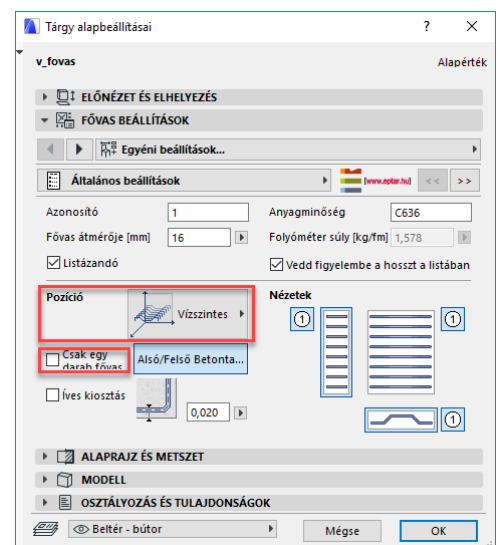 Tárgy alapbeállításai ? ×
v_fovas Alapérték
ELŐNÉZET ÉS ELHELYEZÉS
FŐVAS BEÁLLÍTÁSOK
Egyéni beállítások...
Általános beállítások [www.eptar.hu] << >>
Azonosító 1 Anyagminőség C636
Fővas átmérője [mm] 16 Folyóméter súly [kg/fm] 1,578
Listázandó Vedd figyelembe a hosszt a listában
Pozíció Vízszintes Nézetek
1 1
Csak egy darab fővas
Alsó/Felső Betonta...
Íves kiosztás 0,020 1
ALAPRAJZ ÉS METSZET
MODELL
OSZTÁLYOZÁS ÉS TULAJDONSÁGOK
Beltér - bútor Mégse OK